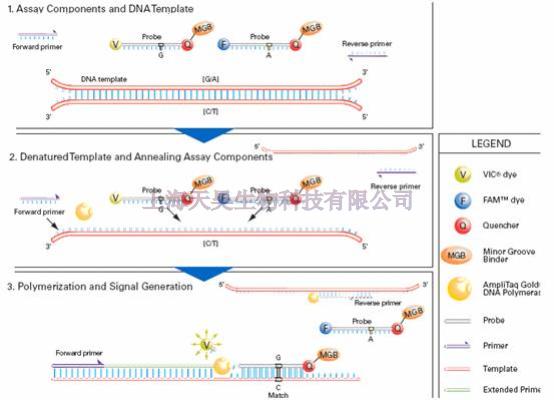 1. Assay Components and DNA Template
Forward primer
V
Probe
G
Q
MGB
F
Probe
A
Q
MGB
Reverse primer
5'
DNA template
[G/A]
3'
3'
[C/T]
5'
2. Denatured Template and Annealing Assay Components
5'
3'
Forward primer
V
Probe
G
MGB
F
Probe
A
Q
MGB
Reverse primer
上海天昊生物科技有限公司
3'
[C/T]
5'
3. Polymerization and Signal Generation
5'
3'
Reverse primer
V
F
Probe
A
Q
MGB
Forward primer
G
Q
MGB
C
Match
3'
5'
LEGEND
V VIC® dye
F FAM™ dye
Q Quencher
MGB Minor Groove
Binder
AmpliTaq Gold
DNA Polymeras
Probe
Primer
Template
Extended Prime